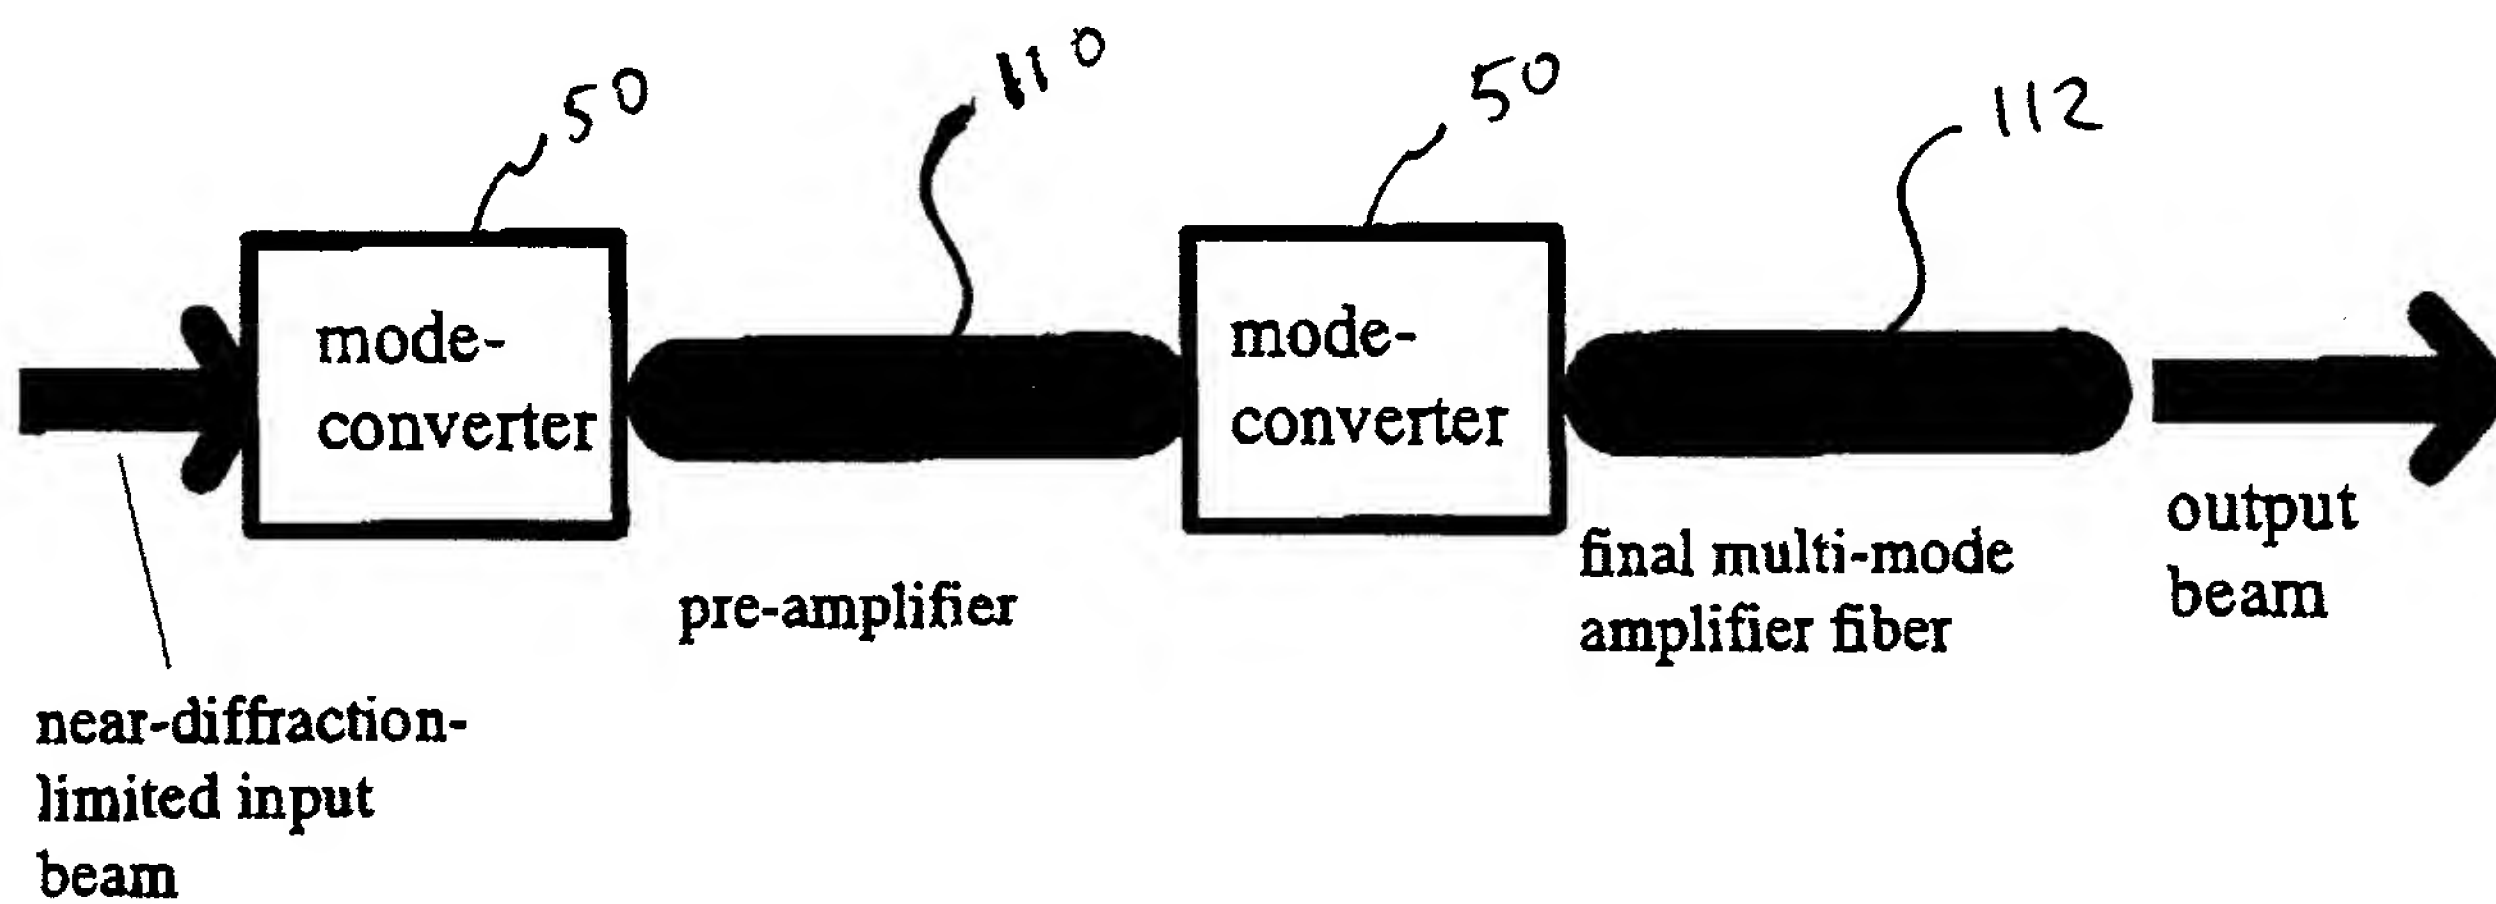 50
110
50
112
mode-
converter
mode-
converter
pre-amplifier
final multi-mode
amplifier fiber
output
beam
near-diffraction-
limited input
beam